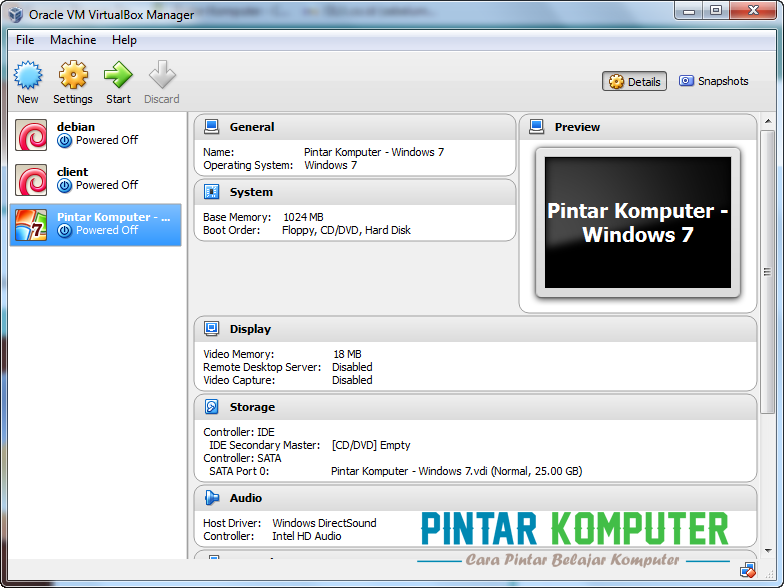 Oracle VM VirtualBox Manager
File Machine Help
New Settings Start Discard
Details Snapshots
debian
Powered Off
client
Powered Off
Pintar Komputer - ...
Powered Off
General
Name: Pintar Komputer - Windows 7
Operating System: Windows 7
System
Base Memory: 1024 MB
Boot Order: Floppy, CD/DVD, Hard Disk
Preview
Pintar Komputer -
Windows 7
Display
Video Memory: 18 MB
Remote Desktop Server: Disabled
Video Capture: Disabled
Storage
Controller: IDE
IDE Secondary Master: [CD/DVD] Empty
Controller: SATA
SATA Port 0: Pintar Komputer - Windows 7.vdi (Normal, 25.00 GB)
Audio
Host Driver: Windows DirectSound
Controller: Intel HD Audio
PINTAR KOMPUTER
Cara Pintar Belajar Komputer